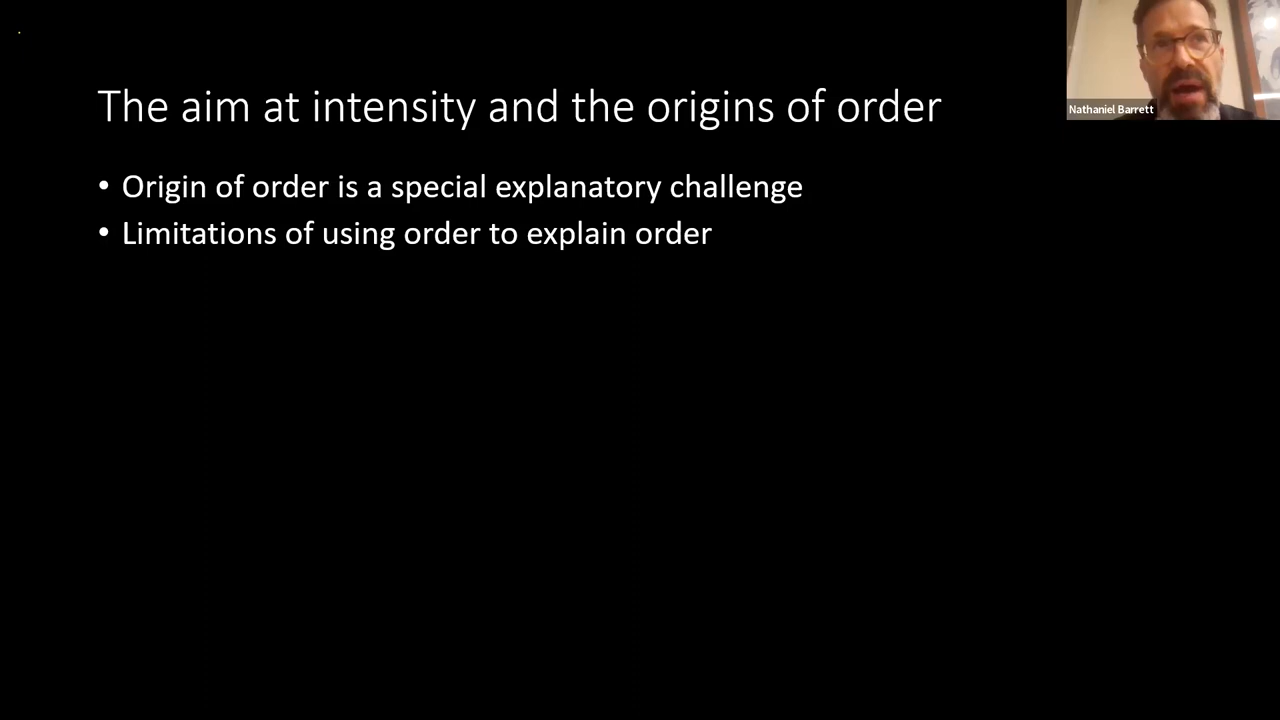 The aim at intensity and the origins of order
• Origin of order is a special explanatory challenge
• Limitations of using order to explain order
Nathaniel Barrett